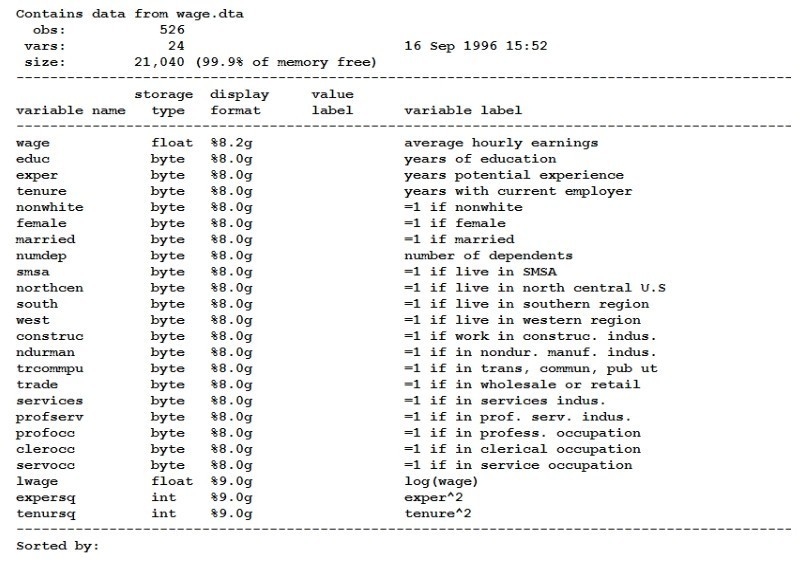 Contains data from wage.dta
obs: 526
vars: 24 16 Sep 1996 15:52
size: 21,040 (99.9% of memory free)
-------------------------------------------------------------------------------
storage display value
variable name type format label variable label
-------------------------------------------------------------------------------
wage float %8.2g average hourly earnings
educ byte %8.0g years of education
exper byte %8.0g years potential experience
tenure byte %8.0g years with current employer
nonwhite byte %8.0g =1 if nonwhite
female byte %8.0g =1 if female
married byte %8.0g =1 if married
numdep byte %8.0g number of dependents
smsa byte %8.0g =1 if live in SMSA
northcen byte %8.0g =1 if live in north central U.S
south byte %8.0g =1 if live in southern region
west byte %8.0g =1 if live in western region
construc byte %8.0g =1 if work in construc. indus.
ndurman byte %8.0g =1 if in nondur. manuf. indus.
trcommpu byte %8.0g =1 if in trans, commun, pub ut
trade byte %8.0g =1 if in wholesale or retail
services byte %8.0g =1 if in services indus.
profserv byte %8.0g =1 if in prof. serv. indus.
profocc byte %8.0g =1 if in profess. occupation
clerocc byte %8.0g =1 if in clerical occupation
servocc byte %8.0g =1 if in service occupation
lwage float %9.0g log(wage)
expersq int %9.0g exper^2
tenursq int %9.0g tenure^2
-------------------------------------------------------------------------------
Sorted by: